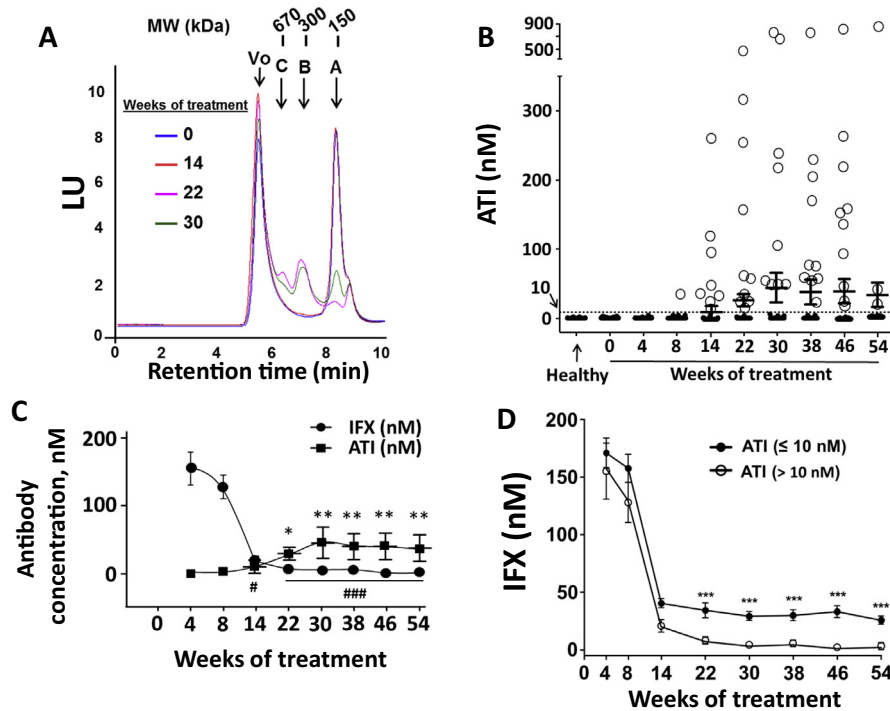 A
MW (kDa)
670
300
150
Vo
C
B
A
Weeks of treatment
0
14
22
30
LU
10
8
6
4
2
0
0
2
4
6
8
10
Retention time (min)
B
ATI (nM)
900
500
300
200
100
10
0
0 4 8 14 22 30 38 46 54
Healthy
Weeks of treatment
C
IFX (nM)
ATI (nM)
Antibody
concentration, nM
200
100
0
* ** ** ** **
# ###
0 4 8 14 22 30 38 46 54
Weeks of treatment
D
ATI (≤ 10 nM)
ATI (> 10 nM)
IFX (nM)
200
150
100
50
0
*** *** *** *** ***
0 4 8 14 22 30 38 46 54
Weeks of treatment